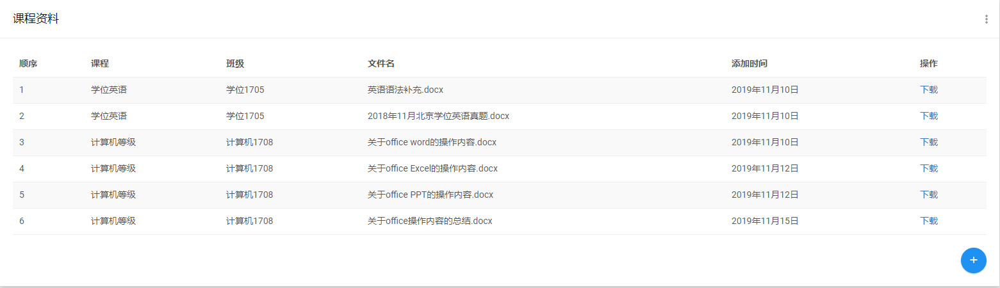 课程资料
顺序 课程 班级 文件名 添加时间 操作
1 学位英语 学位1705 英语语法补充.docx 2019年11月10日 下载
2 学位英语 学位1705 2018年11月北京学位英语真题.docx 2019年11月10日 下载
3 计算机等级 计算机1708 关于office word的操作内容.docx 2019年11月10日 下载
4 计算机等级 计算机1708 关于office Excel的操作内容.docx 2019年11月12日 下载
5 计算机等级 计算机1708 关于office PPT的操作内容.docx 2019年11月12日 下载
6 计算机等级 计算机1708 关于office操作内容的总结.docx 2019年11月15日 下载